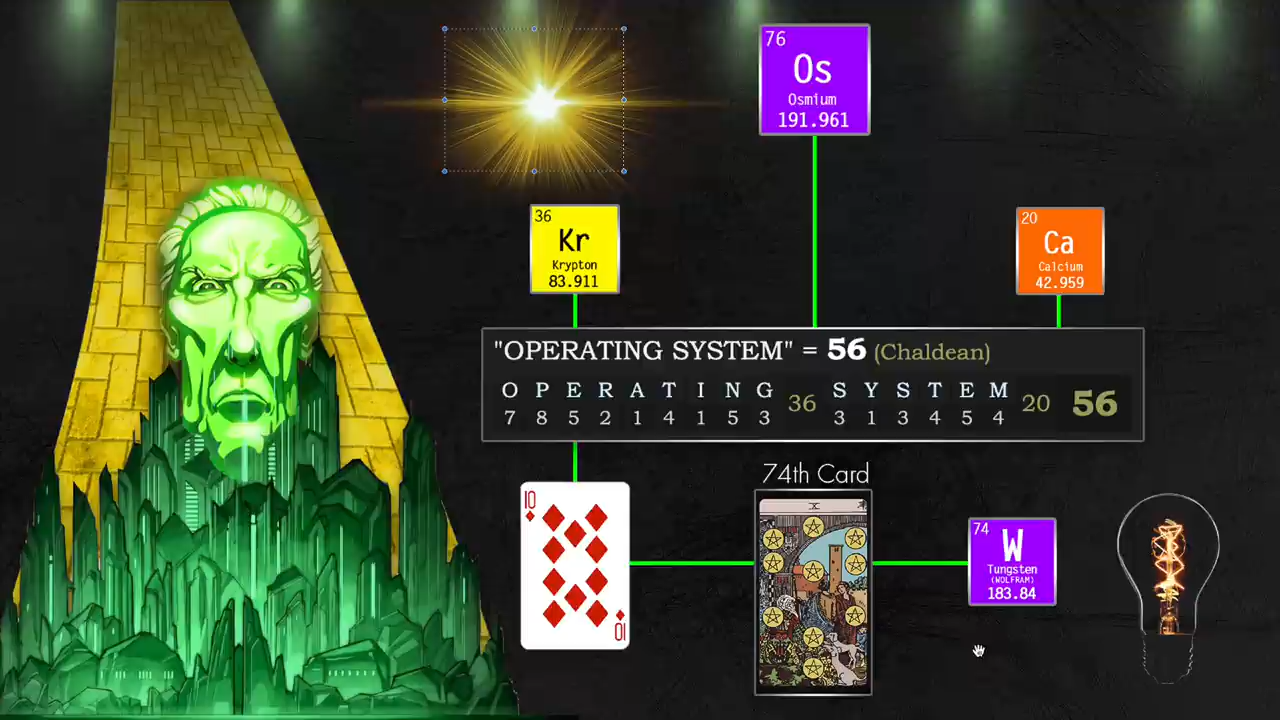 76
Os
Osmium
191.961
36
Kr
Krypton
83.911
20
Ca
Calcium
42.959
"OPERATING SYSTEM" = 56 (Chaldean)
O P E R A T I N G 36 S Y S T E M 20 56
7 8 5 2 1 4 1 5 3 3 1 3 4 5 4
10
10
74th Card
X
74
W
Tungsten
(WOLFRAM)
183.84